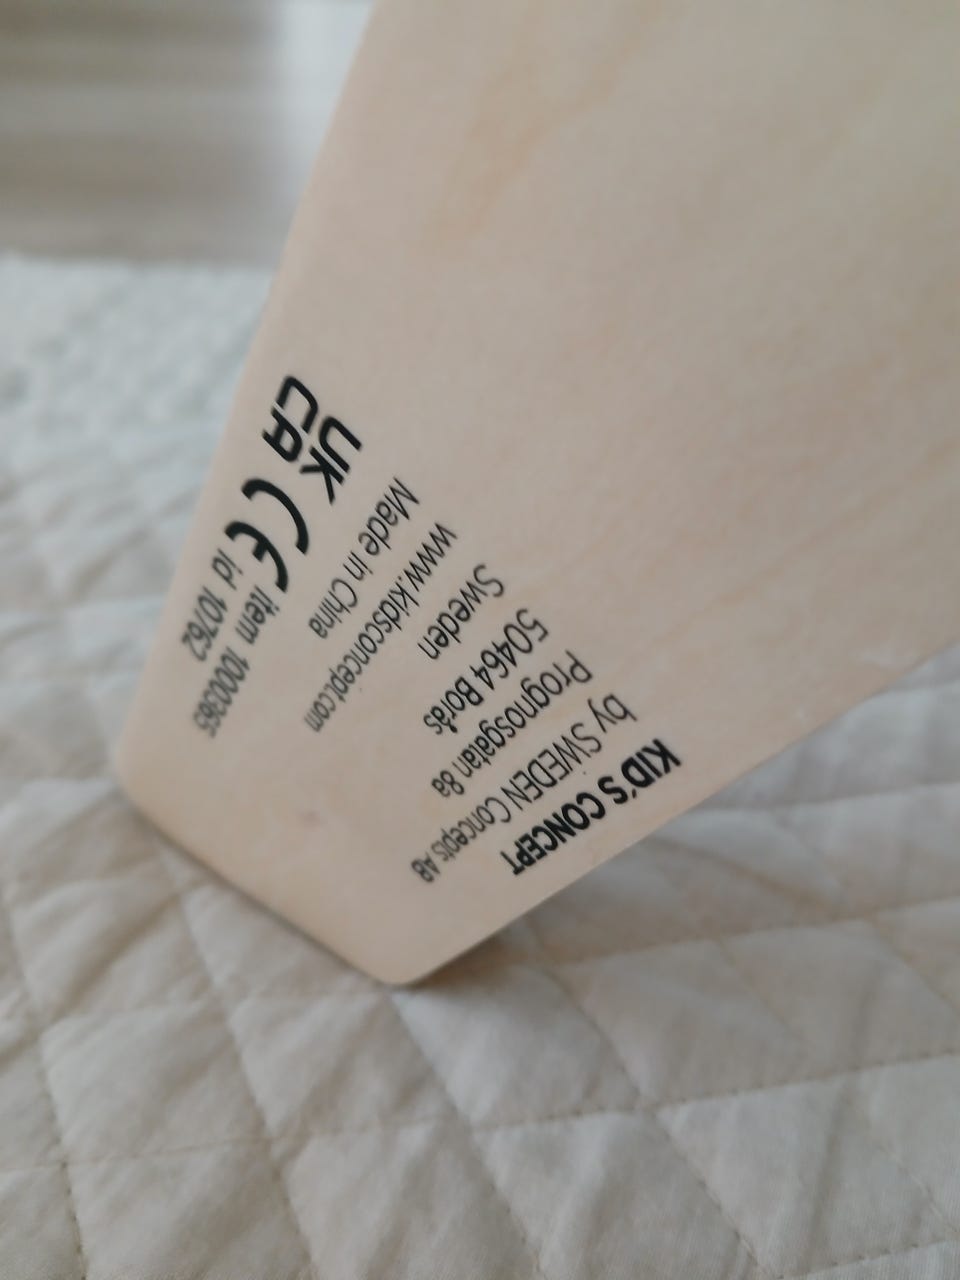 KID'S CONCEPT
by SWEDEN Concepts AB
Prognosgatan 8a
50464 Borås
Sweden
www.kidsconcept.com
Made in China
UK
CA
CE
item 1000385
id 10762